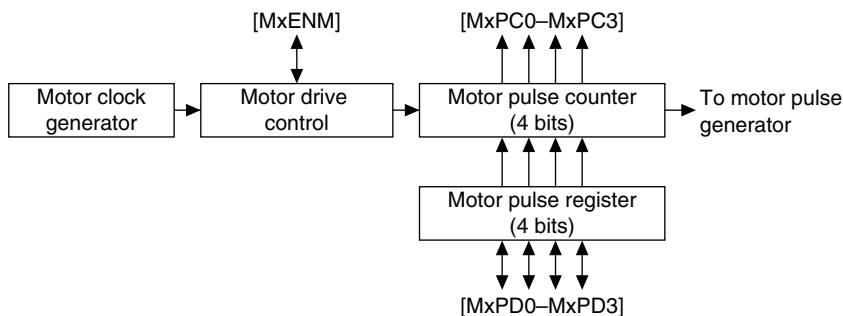 [MxENM]
[MxPC0–MxPC3]
Motor clock
generator
Motor drive
control
Motor pulse counter
(4 bits)
To motor pulse
generator
Motor pulse register
(4 bits)
[MxPD0–MxPD3]